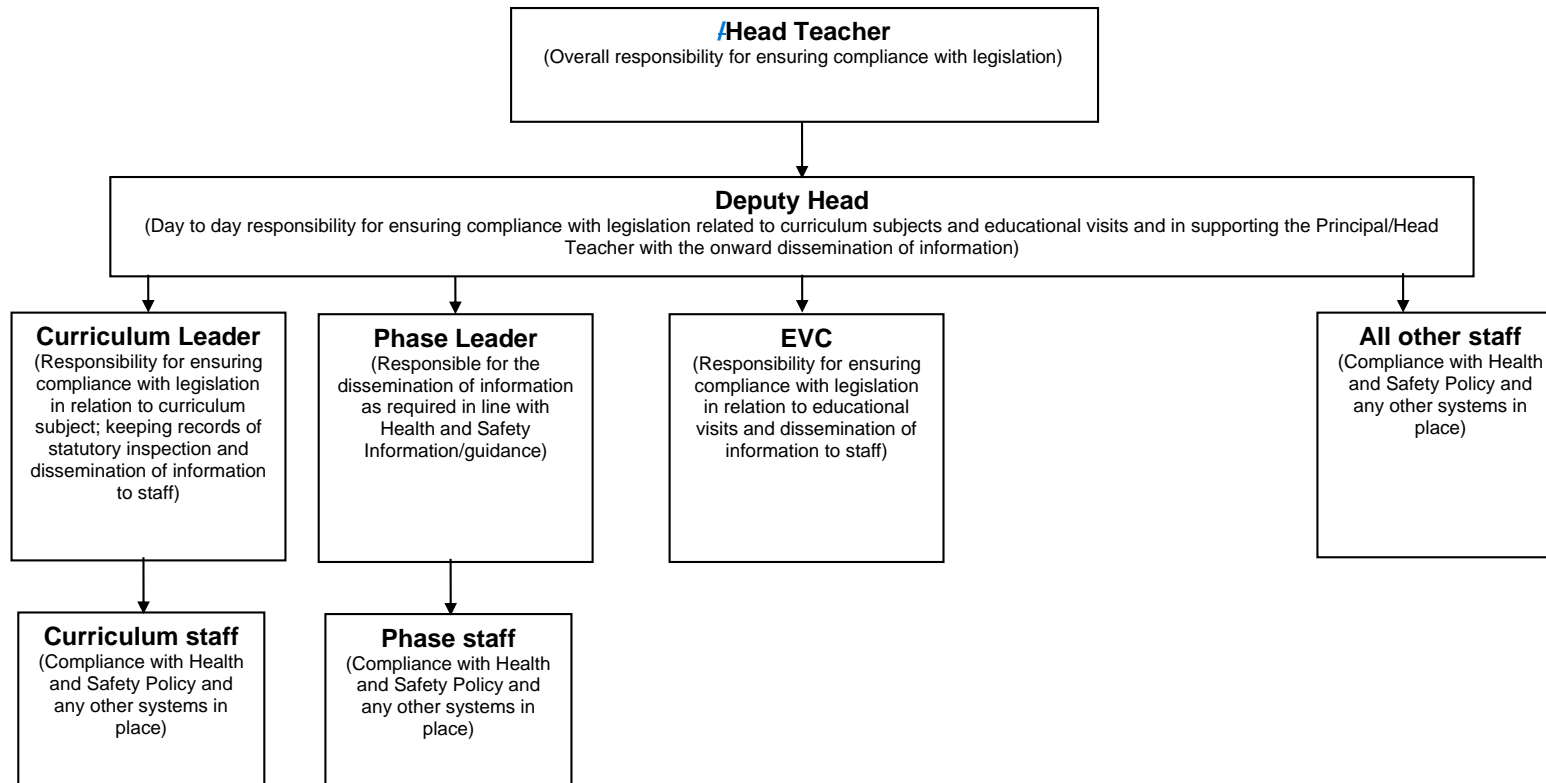 /Head Teacher
(Overall responsibility for ensuring compliance with legislation)
Deputy Head
(Day to day responsibility for ensuring compliance with legislation related to curriculum subjects and educational visits and in supporting the Principal/Head
Teacher with the onward dissemination of information)
Curriculum Leader
(Responsibility for ensuring
compliance with legislation
in relation to curriculum
subject; keeping records of
statutory inspection and
dissemination of information
to staff)
Phase Leader
(Responsible for the
dissemination of information
as required in line with
Health and Safety
Information/guidance)
EVC
(Responsibility for ensuring
compliance with legislation
in relation to educational
visits and dissemination of
information to staff)
All other staff
(Compliance with Health
and Safety Policy and
any other systems in
place)
Curriculum staff
(Compliance with Health
and Safety Policy and
any other systems in
place)
Phase staff
(Compliance with Health
and Safety Policy and
any other systems in
place)